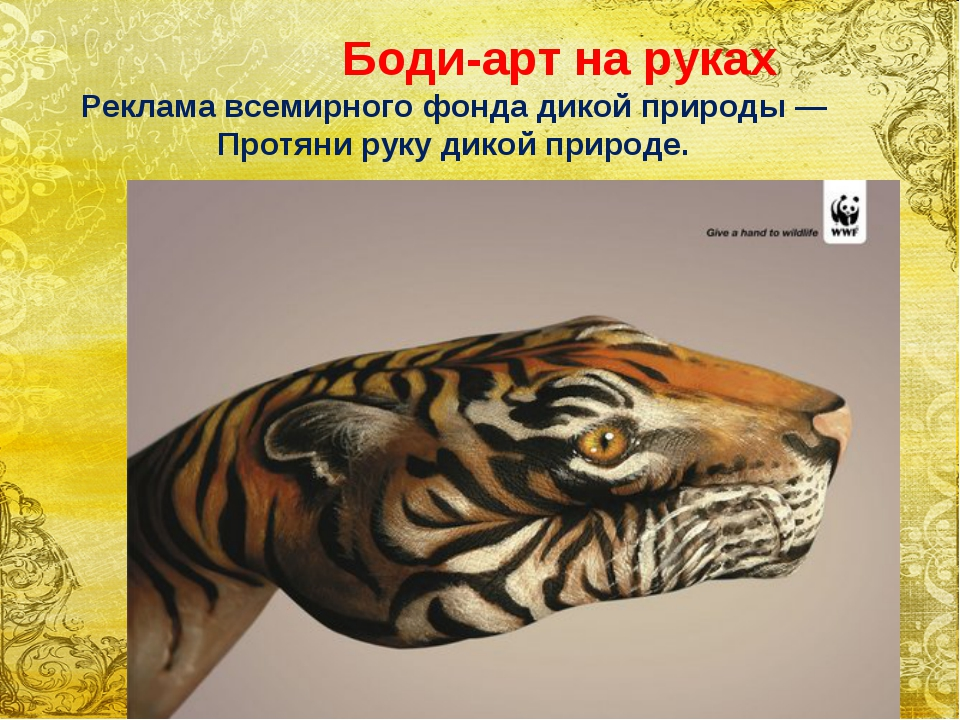 Боди-арт на руках
Реклама всемирного фонда дикой природы —
Протяни руку дикой природе.
Give a hand to wildlife
WWF